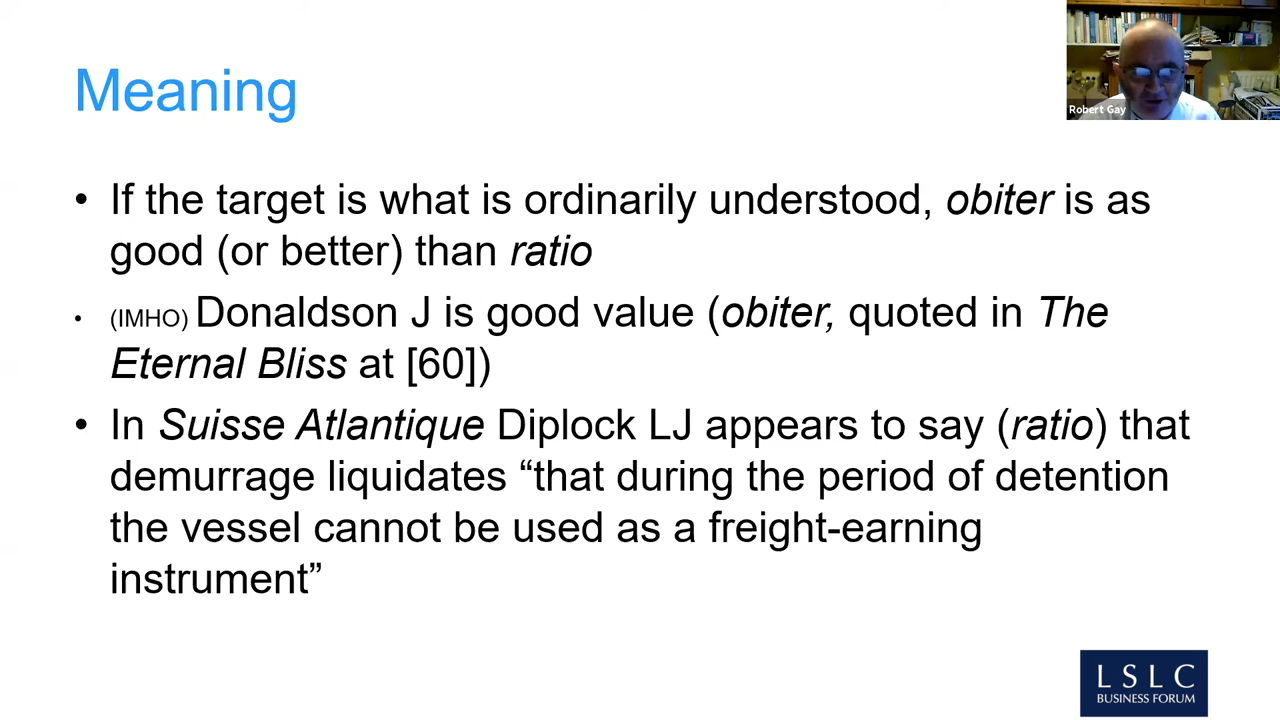 Meaning
Robert Gay
• If the target is what is ordinarily understood, obiter is as
good (or better) than ratio
• (IMHO) Donaldson J is good value (obiter, quoted in The
Eternal Bliss at [60])
• In Suisse Atlantique Diplock LJ appears to say (ratio) that
demurrage liquidates “that during the period of detention
the vessel cannot be used as a freight-earning
instrument”
LSLC
BUSINESS FORUM